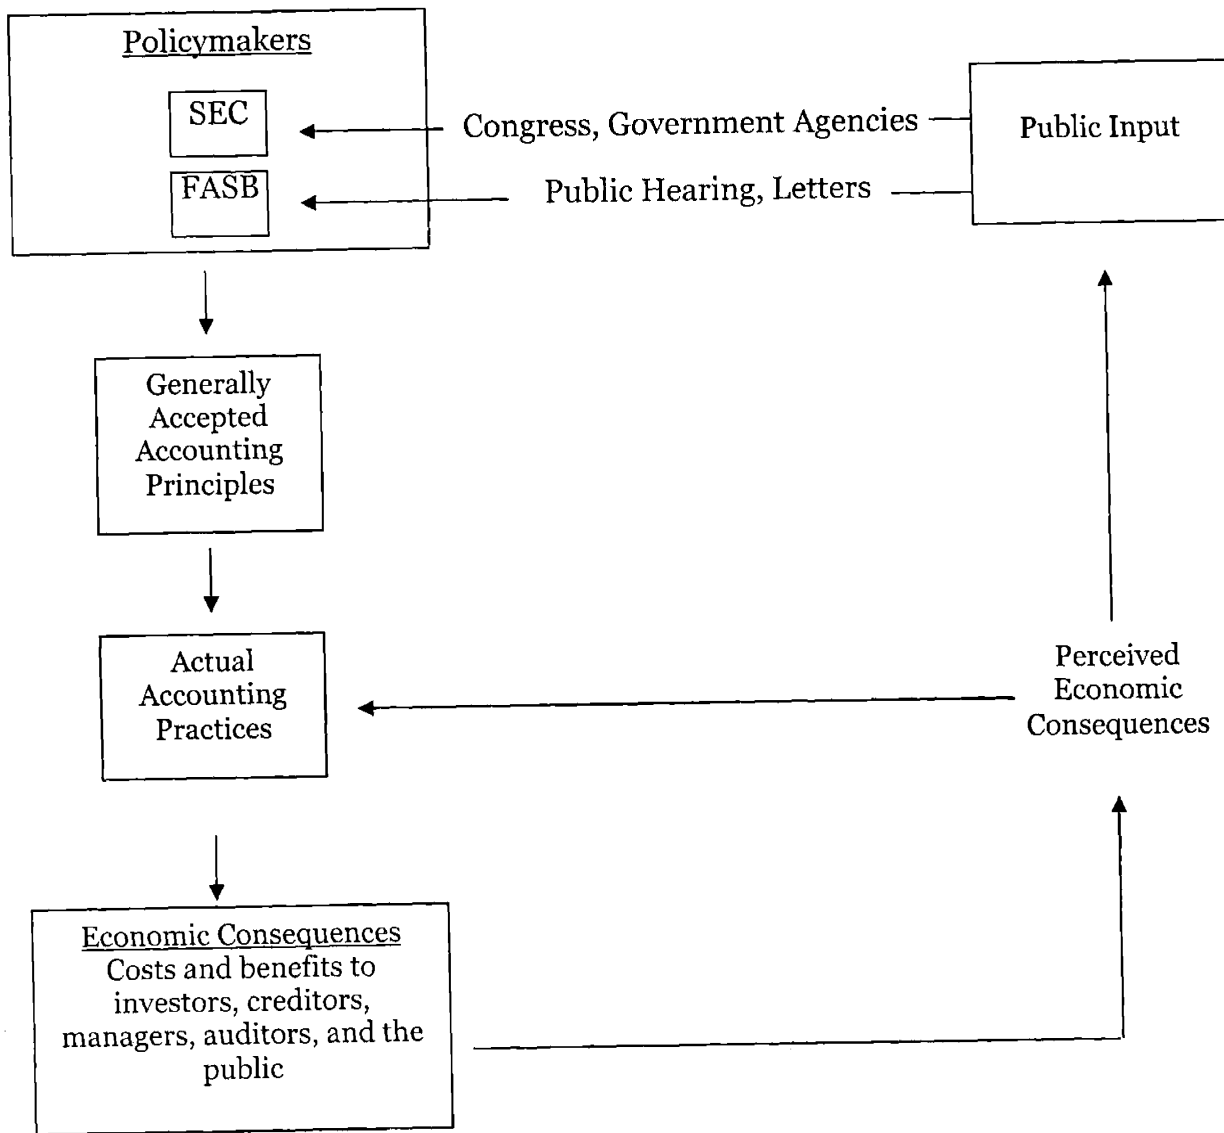 Policymakers
SEC
Congress, Government Agencies
Public Input
FASB
Public Hearing, Letters
Generally
Accepted
Accounting
Principles
Actual
Accounting
Practices
Perceived
Economic
Consequences
Economic Consequences
Costs and benefits to
investors, creditors,
managers, auditors, and the
public